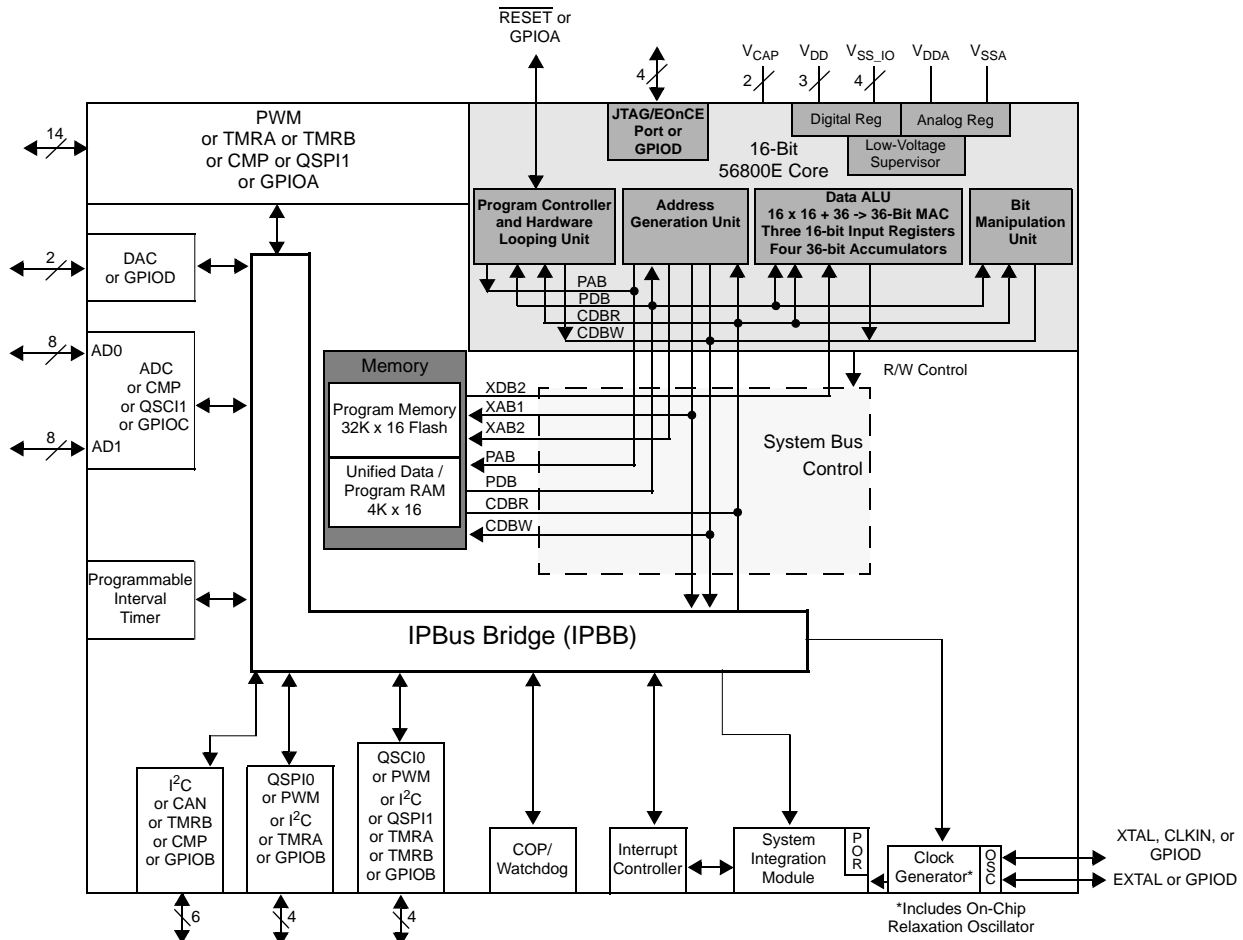 RESET or
GPIOA
4
V_CAP
2
V_DD
3
V_SS_IO
4
V_DDA
V_SSA
14
PWM
or TMRA or TMRB
or CMP or QSPI1
or GPIOA
JTAG/EOnCE
Port or
GPIOD
Digital Reg
Analog Reg
Low-Voltage
Supervisor
16-Bit
56800E Core
Program Controller
and Hardware
Looping Unit
Address
Generation Unit
Data ALU
16 x 16 + 36 -> 36-Bit MAC
Three 16-bit Input Registers
Four 36-bit Accumulators
Bit
Manipulation
Unit
2
DAC
or GPIOD
PAB
PDB
CDBR
CDBW
8
AD0
ADC
or CMP
or QSCI1
or GPIOC
8
AD1
Memory
Program Memory
32K x 16 Flash
Unified Data /
Program RAM
4K x 16
R/W Control
XDB2
XAB1
XAB2
PAB
PDB
CDBR
CDBW
System Bus
Control
Programmable
Interval
Timer
IPBus Bridge (IPBB)
I²C
or CAN
or TMRB
or CMP
or GPIOB
6
QSPI0
or PWM
or I²C
or TMRA
or GPIOB
4
QSCI0
or PWM
or I²C
or QSPI1
or TMRA
or TMRB
or GPIOB
4
COP/
Watchdog
Interrupt
Controller
System
Integration
Module
POR
Clock
Generator*
OSC
XTAL, CLKIN, or
GPIOD
EXTAL or GPIOD
*Includes On-Chip
Relaxation Oscillator